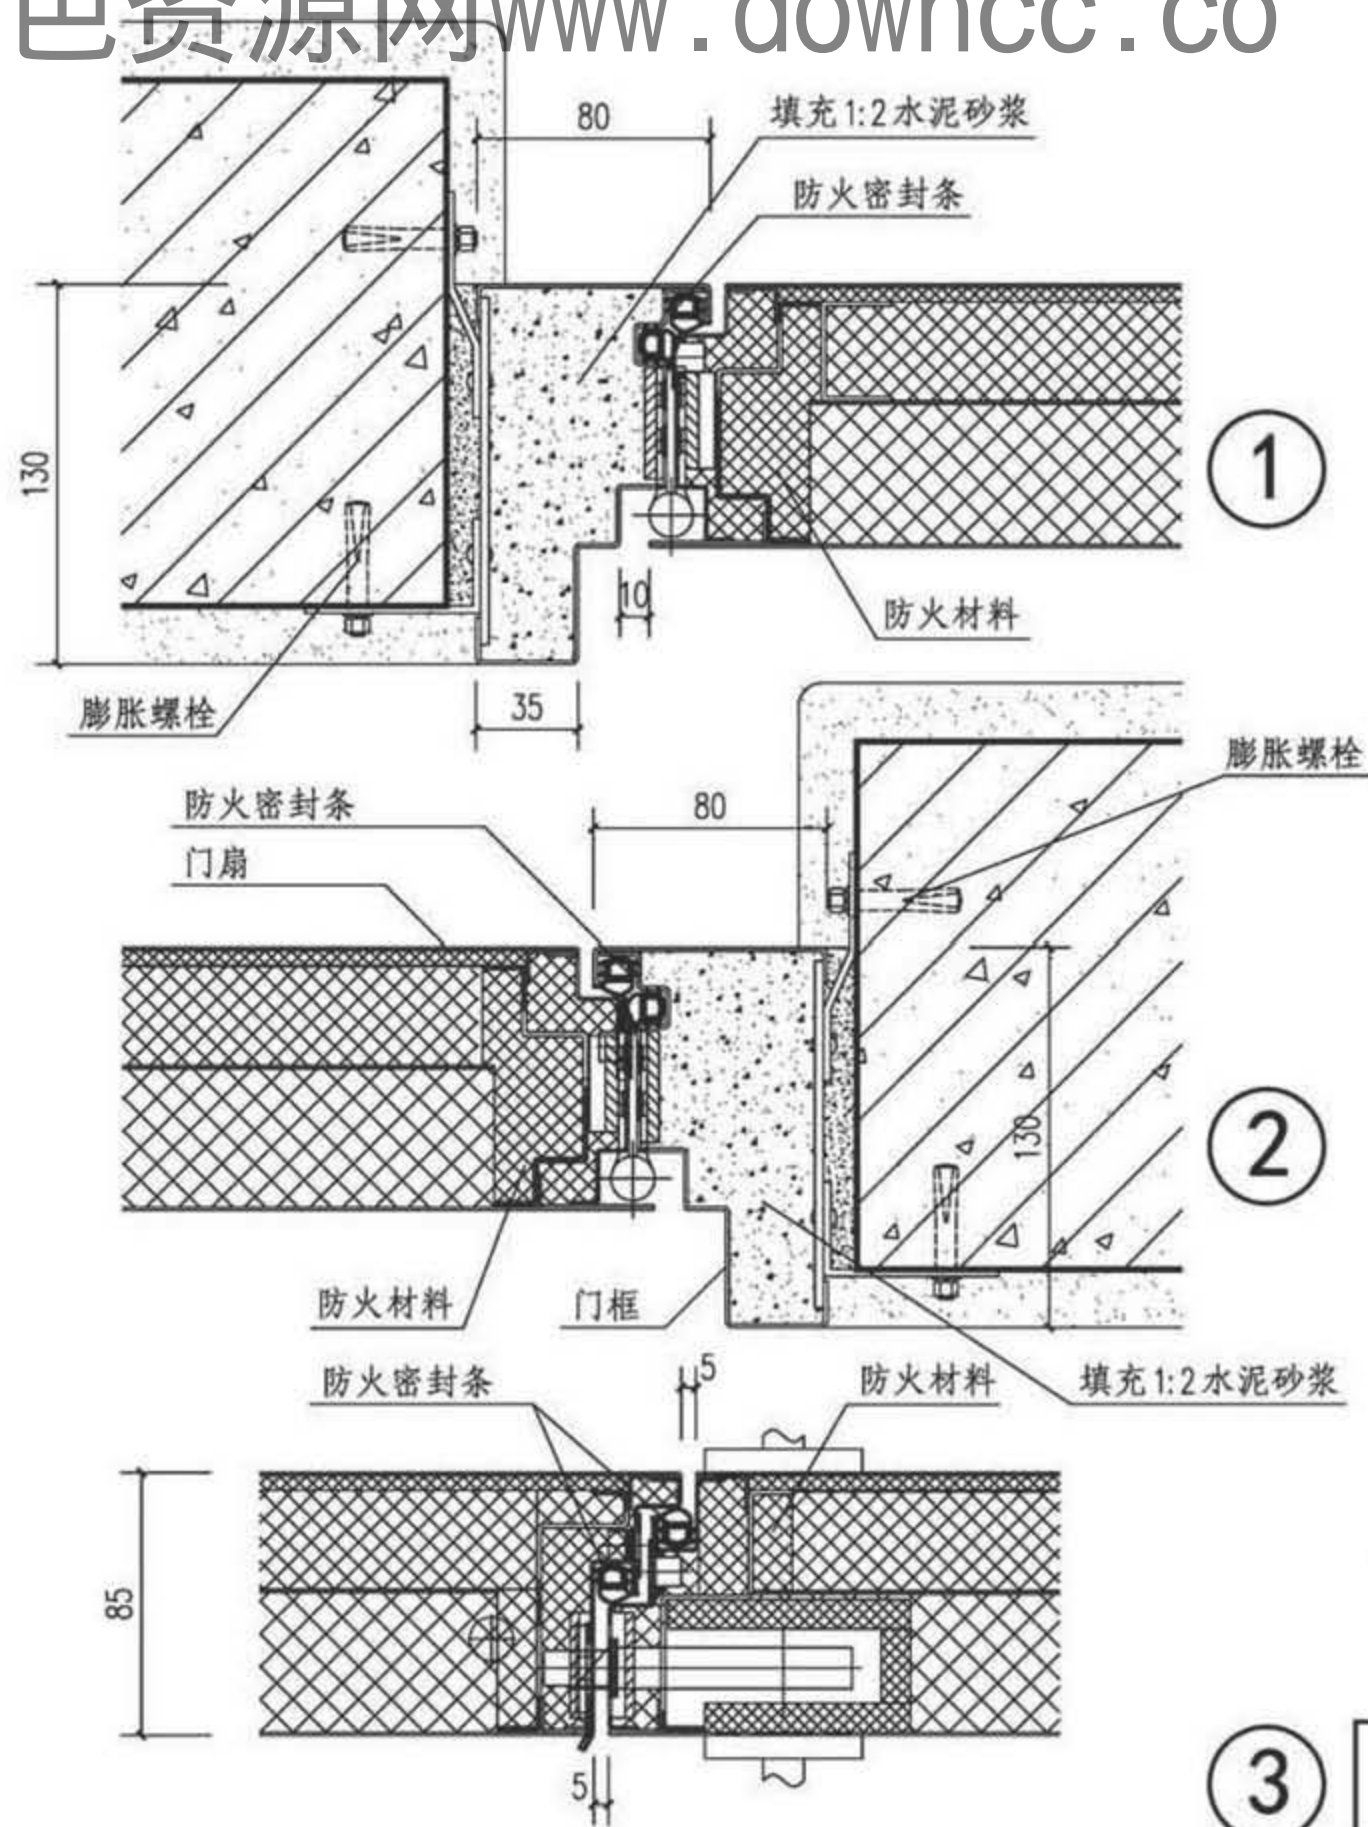 色资源网www.downcc.co
80
填充1:2水泥砂浆
防火密封条
130
1
10
防火材料
35
膨胀螺栓
膨胀螺栓
防火密封条
80
门扇
130
2
防火材料
门框
5
防火密封条
防火材料
填充1:2水泥砂浆
85
5
3